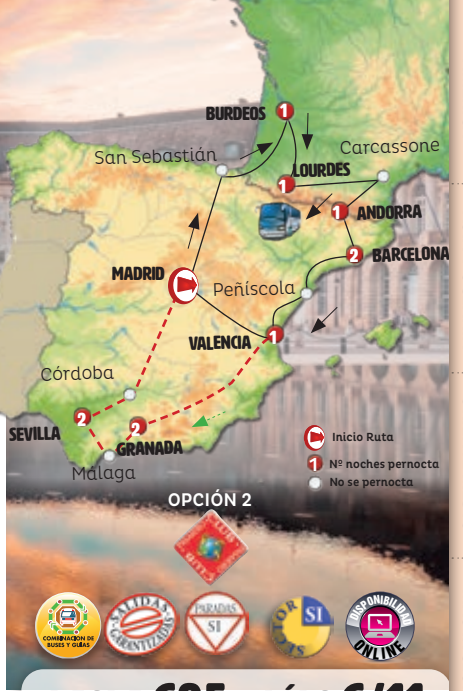 BURDEOS
1
San Sebastián
Carcassone
LOURDES
1
1
ANDORRA
2
BARCELONA
MADRID
Peñíscola
VALENCIA
1
Córdoba
2
SEVILLA
2
GRANADA
Málaga
Inicio Ruta
1 Nº noches pernocta
No se pernocta
OPCIÓN 2
CLUB
CLUB
COMBINACIÓN DE
BUSES Y GUÍAS
SALIDAS
GARANTIZADAS
PARADAS
SI
SECTOR
SI
DISPONIBILIDAD
ONLINE